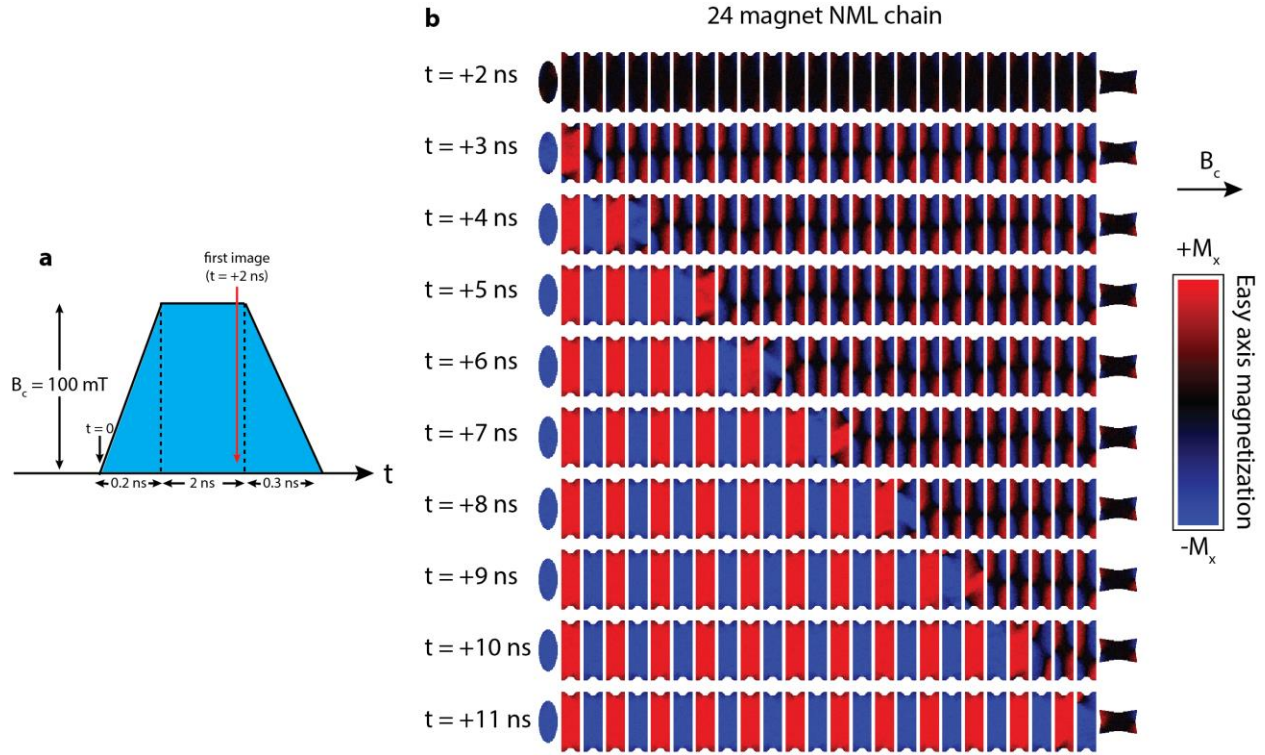 a
first image
(t = +2 ns)
B_c = 100 mT
t = 0
t
0.2 ns
2 ns
0.3 ns
b
24 magnet NML chain
t = +2 ns
t = +3 ns
t = +4 ns
t = +5 ns
t = +6 ns
t = +7 ns
t = +8 ns
t = +9 ns
t = +10 ns
t = +11 ns
B_c
+M_x
Easy axis magnetization
-M_x